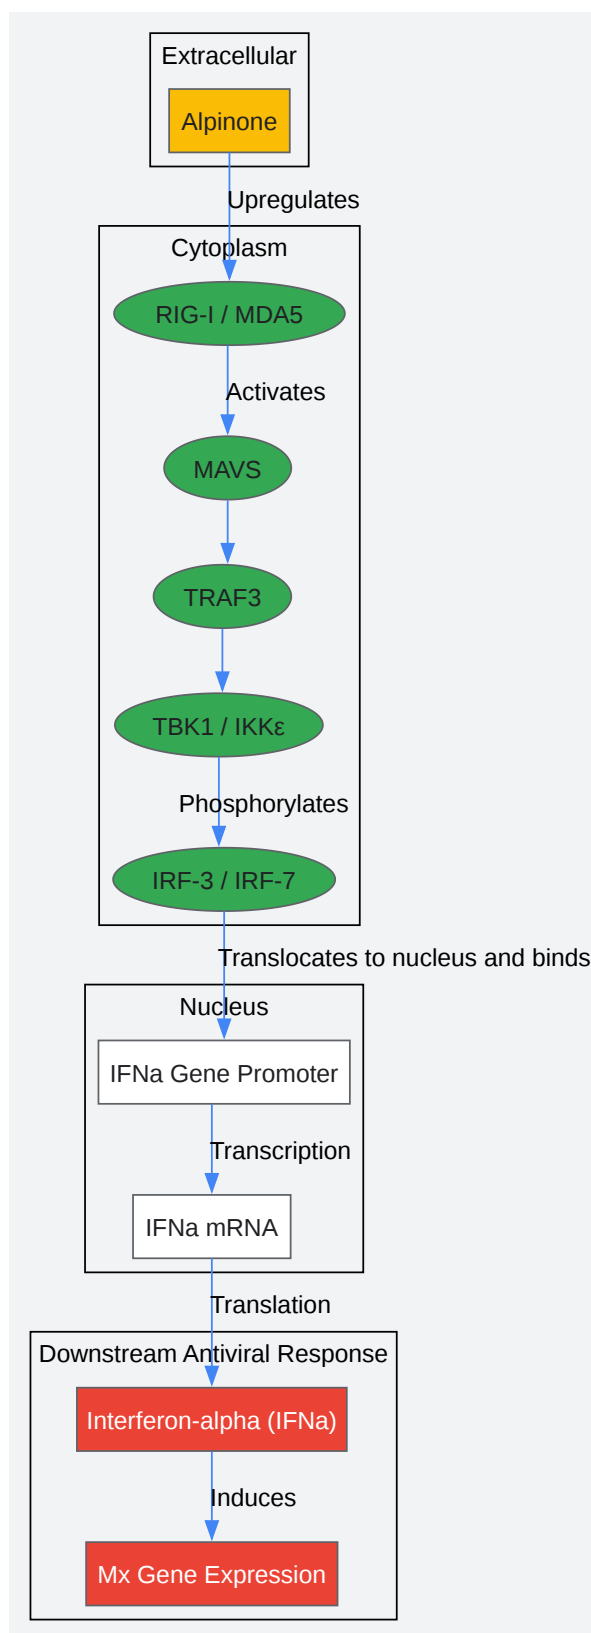 Extracellular
Alpinone
Upregulates
Cytoplasm
RIG-I / MDA5
Activates
MAVS
TRAF3
TBK1 / IKKε
Phosphorylates
IRF-3 / IRF-7
Translocates to nucleus and binds
Nucleus
IFNa Gene Promoter
Transcription
IFNa mRNA
Translation
Downstream Antiviral Response
Interferon-alpha (IFNa)
Induces
Mx Gene Expression